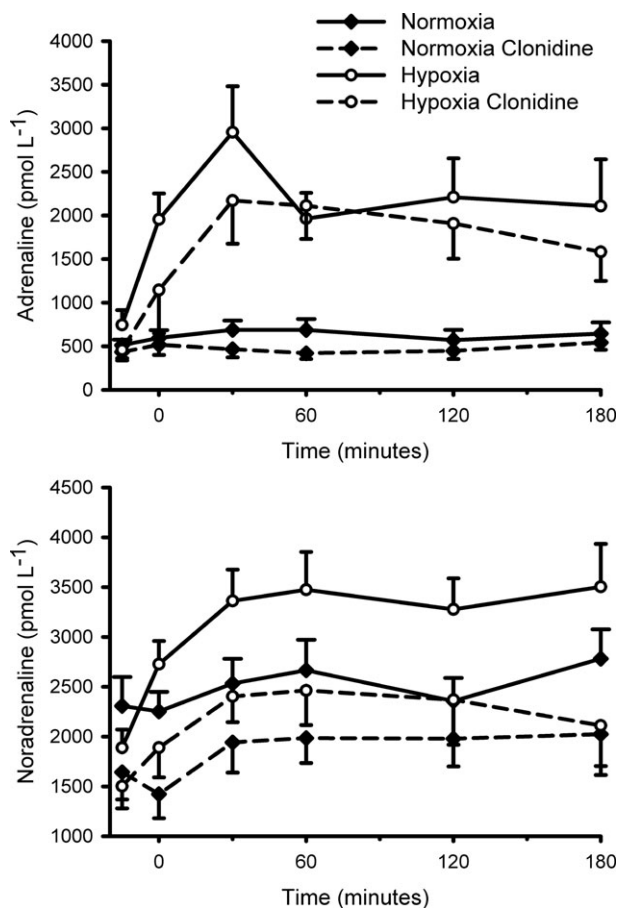 Normoxia
Normoxia Clonidine
Hypoxia
Hypoxia Clonidine
4000
3500
3000
2500
2000
1500
1000
500
0
Adrenaline (pmol L⁻¹)
0 60 120 180
Time (minutes)
4500
4000
3500
3000
2500
2000
1500
1000
Noradrenaline (pmol L⁻¹)
0 60 120 180
Time (minutes)